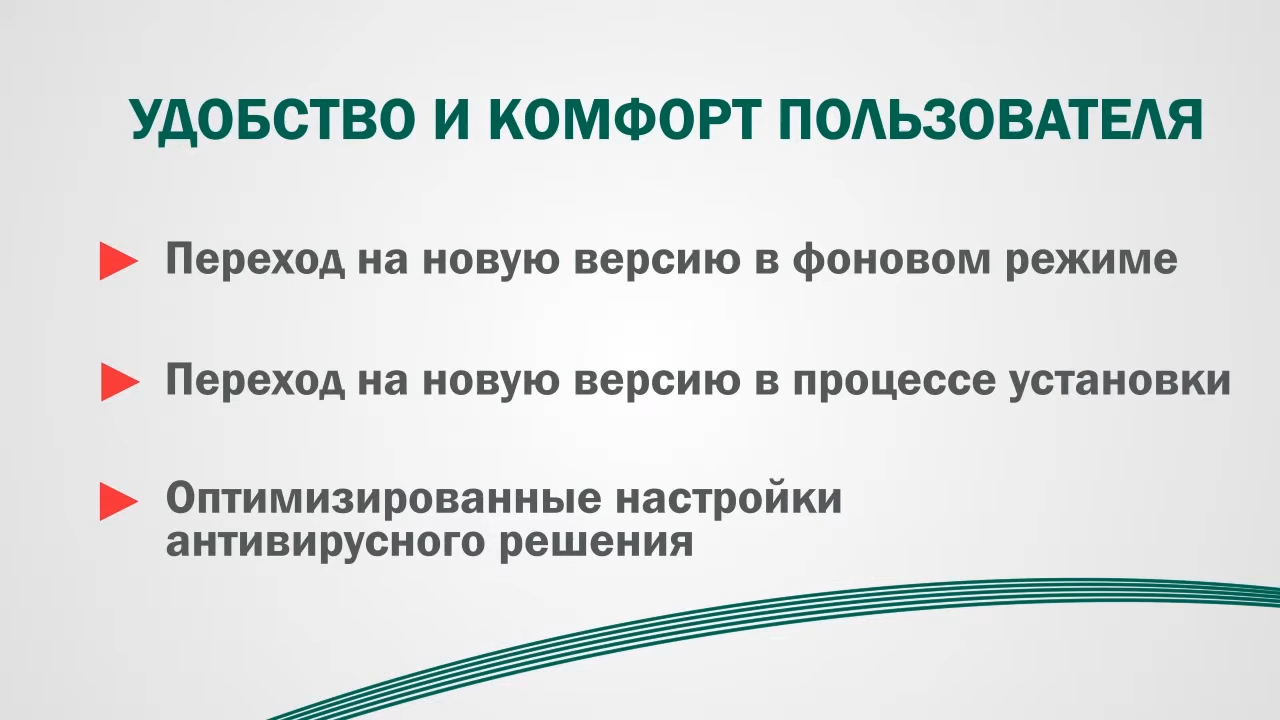 УДОБСТВО И КОМФОРТ ПОЛЬЗОВАТЕЛЯ
Переход на новую версию в фоновом режиме
Переход на новую версию в процессе установки
Оптимизированные настройки
антивирусного решения